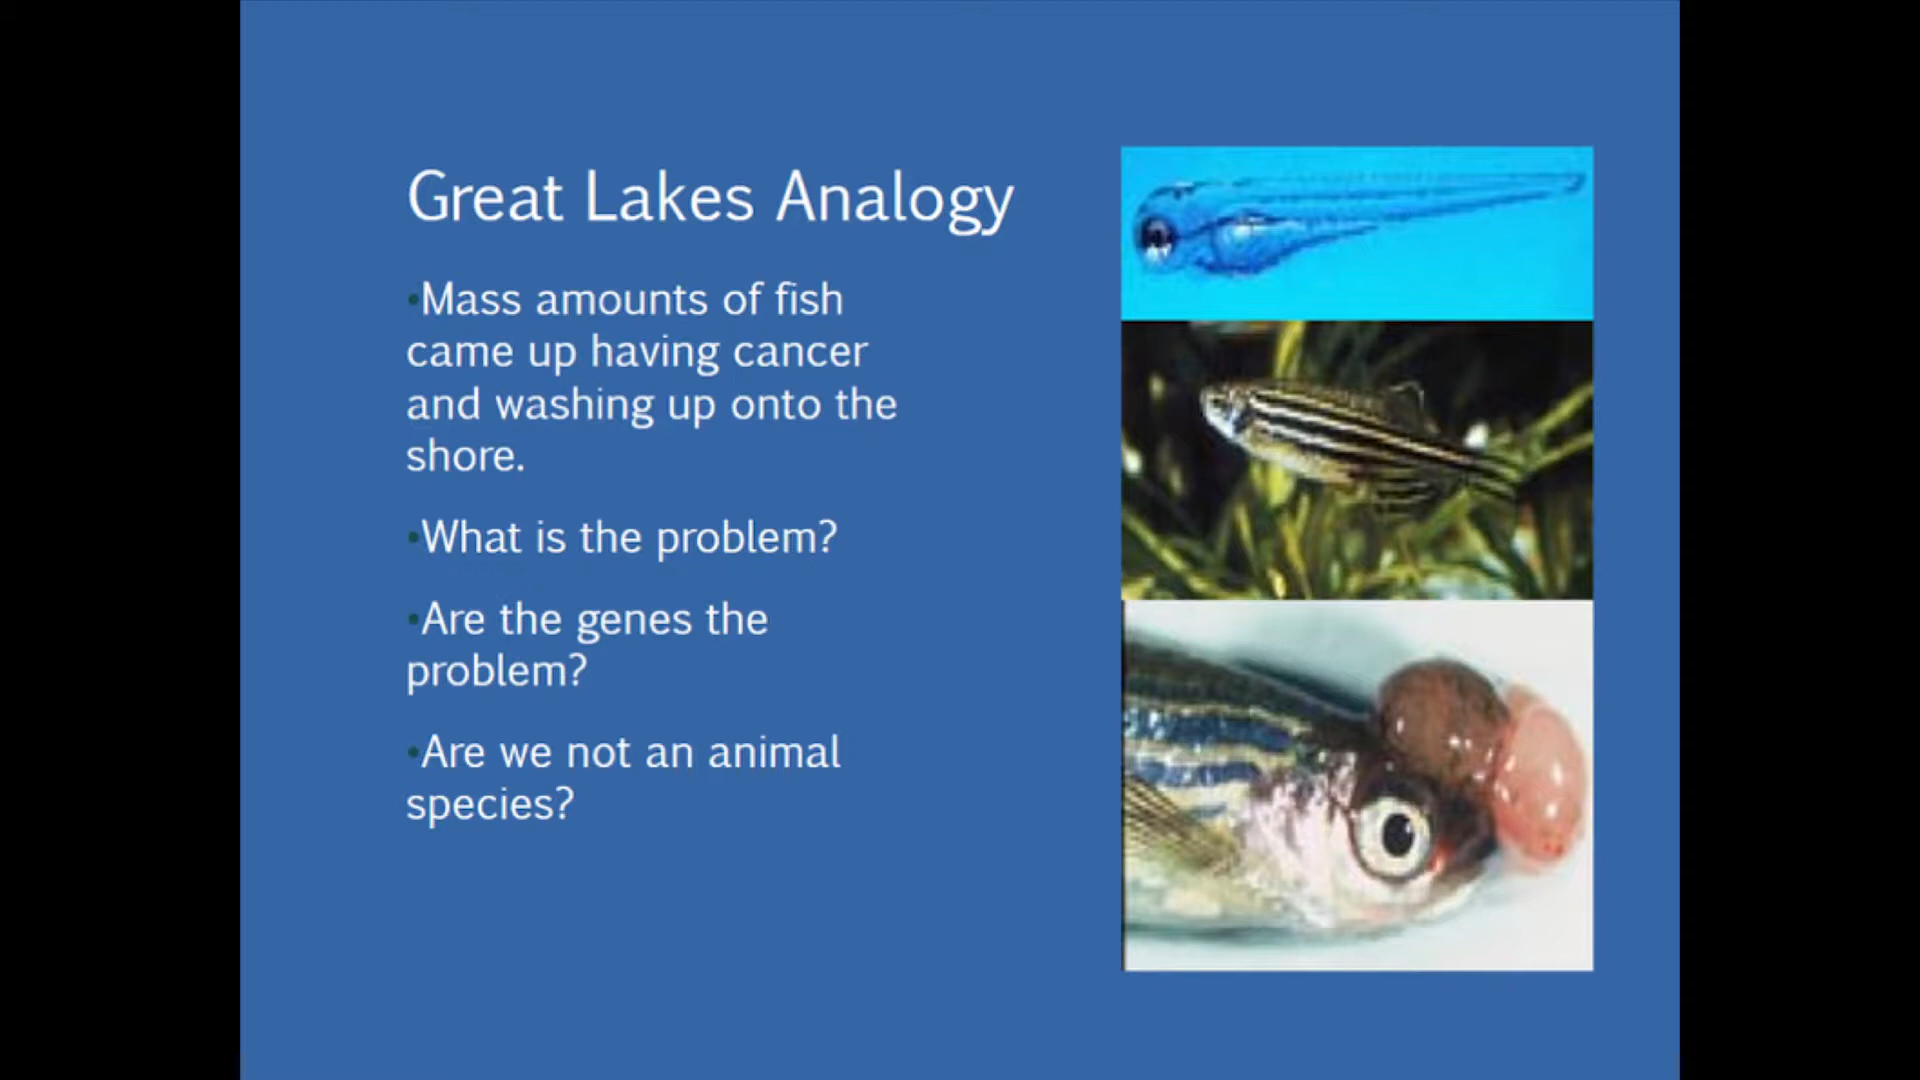 Great Lakes Analogy
•Mass amounts of fish
came up having cancer
and washing up onto the
shore.
•What is the problem?
•Are the genes the
problem?
•Are we not an animal
species?